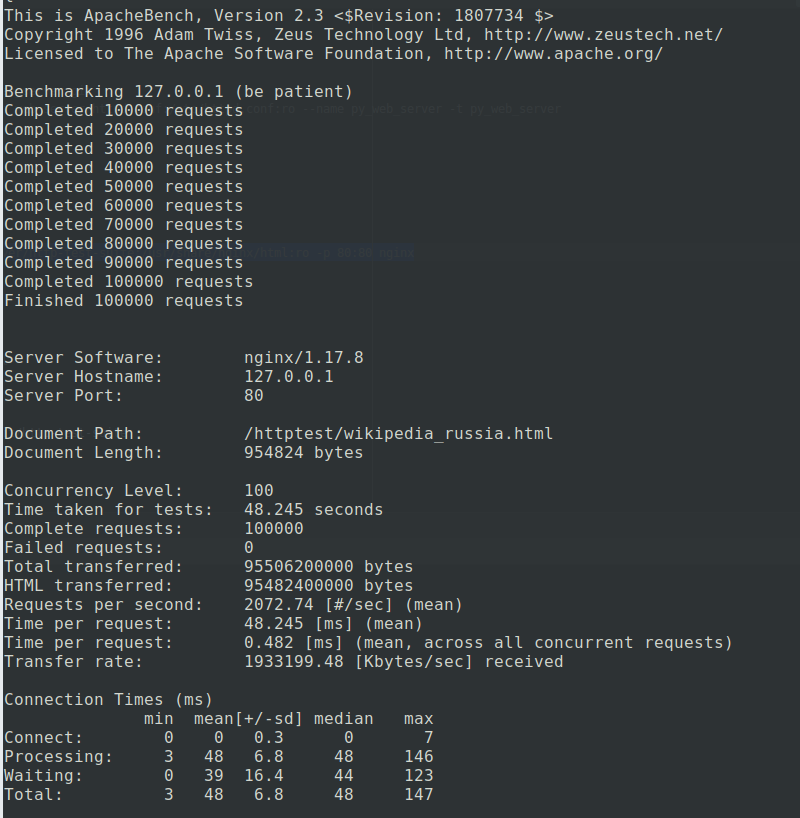 This is ApacheBench, Version 2.3 <$Revision: 1807734 $>
Copyright 1996 Adam Twiss, Zeus Technology Ltd, http://www.zeustech.net/
Licensed to The Apache Software Foundation, http://www.apache.org/

Benchmarking 127.0.0.1 (be patient)
Completed 10000 requests
Completed 20000 requests
Completed 30000 requests
Completed 40000 requests
Completed 50000 requests
Completed 60000 requests
Completed 70000 requests
Completed 80000 requests
Completed 90000 requests
Completed 100000 requests
Finished 100000 requests


Server Software:        nginx/1.17.8
Server Hostname:        127.0.0.1
Server Port:            80

Document Path:          /httptest/wikipedia_russia.html
Document Length:        954824 bytes

Concurrency Level:      100
Time taken for tests:   48.245 seconds
Complete requests:      100000
Failed requests:        0
Total transferred:      95506200000 bytes
HTML transferred:       95482400000 bytes
Requests per second:    2072.74 [#/sec] (mean)
Time per request:       48.245 [ms] (mean)
Time per request:       0.482 [ms] (mean, across all concurrent requests)
Transfer rate:          1933199.48 [Kbytes/sec] received

Connection Times (ms)
              min  mean[+/-sd] median   max
Connect:        0    0   0.3      0       7
Processing:     3   48   6.8     48     146
Waiting:        0   39  16.4     44     123
Total:          3   48   6.8     48     147